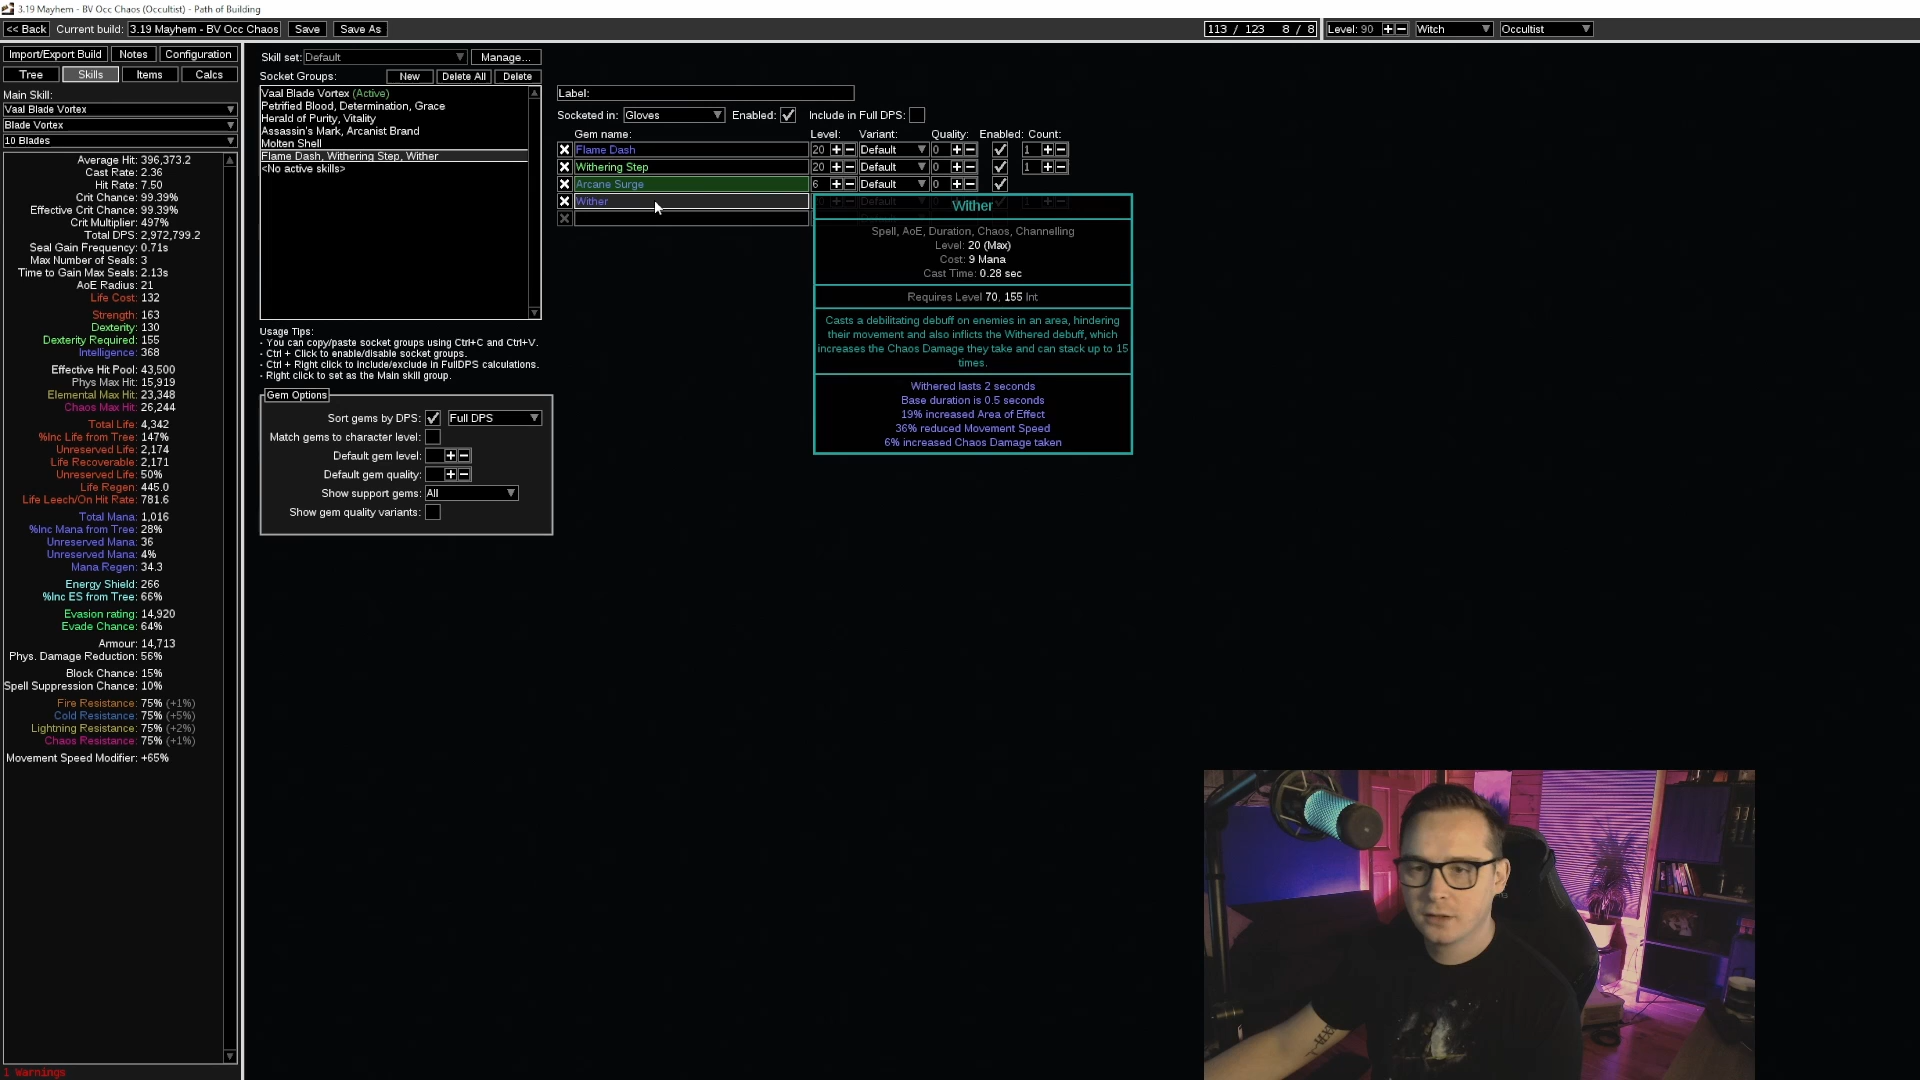 3.19 Mayhem - BV Occ Chaos (Occultist) - Path of Building
<< Back Current build: 3.19 Mayhem - BV Occ Chaos Save Save As 113 / 123 8 / 8 Level: 90 Witch Occultist
Import/Export Build Notes Configuration
Tree Skills Items Calcs
Main Skill:
Vaal Blade Vortex
Blade Vortex
10 Blades
Average Hit: 396,373.2
Cast Rate: 2.36
Hit Rate: 7.50
Crit Chance: 99.39%
Effective Crit Chance: 99.39%
Crit Multiplier: 497%
Total DPS: 2,972,799.2
Seal Gain Frequency: 0.71s
Max Number of Seals: 3
Time to Gain Max Seals: 2.13s
AoE Radius: 21
Life Cost: 132
Strength: 163
Dexterity: 130
Dexterity Required: 155
Intelligence: 368
Effective Hit Pool: 43,500
Phys Max Hit: 15,919
Elemental Max Hit: 23,348
Chaos Max Hit: 26,244
Total Life: 4,342
%Inc Life from Tree: 147%
Unreserved Life: 2,174
Life Recoverable: 2,171
Unreserved Life: 50%
Life Regen: 445.0
Life Leech/On Hit Rate: 781.6
Total Mana: 1,016
%Inc Mana from Tree: 28%
Unreserved Mana: 36
Unreserved Mana: 4%
Mana Regen: 34.3
Energy Shield: 266
%Inc ES from Tree: 66%
Evasion rating: 14,920
Evade Chance: 64%
Armour: 14,713
Phys. Damage Reduction: 56%
Block Chance: 15%
Spell Suppression Chance: 10%
Fire Resistance: 75% (+1%)
Cold Resistance: 75% (+5%)
Lightning Resistance: 75% (+2%)
Chaos Resistance: 75% (+1%)
Movement Speed Modifier: +65%
1 Warnings
Skill set: Default Manage...
Socket Groups: New Delete All Delete
Vaal Blade Vortex (Active)
Petrified Blood, Determination, Grace
Herald of Purity, Vitality
Assassin's Mark, Arcanist Brand
Molten Shell
Flame Dash, Withering Step, Wither
<No active skills>
Usage Tips:
- You can copy/paste socket groups using Ctrl+C and Ctrl+V.
- Ctrl + Click to enable/disable socket groups.
- Ctrl + Right click to include/exclude in FullDPS calculations.
- Right click to set as the Main skill group.
Gem Options
Sort gems by DPS: Full DPS
Match gems to character level:
Default gem level:
Default gem quality:
Show support gems: All
Show gem quality variants:
Label:
Socketed in: Gloves Enabled: Include in Full DPS:
Gem name: Level: Variant: Quality: Enabled: Count:
Flame Dash 20 Default 0 1
Withering Step 20 Default 0 1
Arcane Surge 6 Default 0
Wither
Wither
Spell, AoE, Duration, Chaos, Channelling
Level: 20 (Max)
Cost: 9 Mana
Cast Time: 0.28 sec
Requires Level 70, 155 Int
Casts a debilitating debuff on enemies in an area, hindering
their movement and also inflicts the Withered debuff, which
increases the Chaos Damage they take and can stack up to 15
times.
Withered lasts 2 seconds
Base duration is 0.5 seconds
19% increased Area of Effect
36% reduced Movement Speed
6% increased Chaos Damage taken